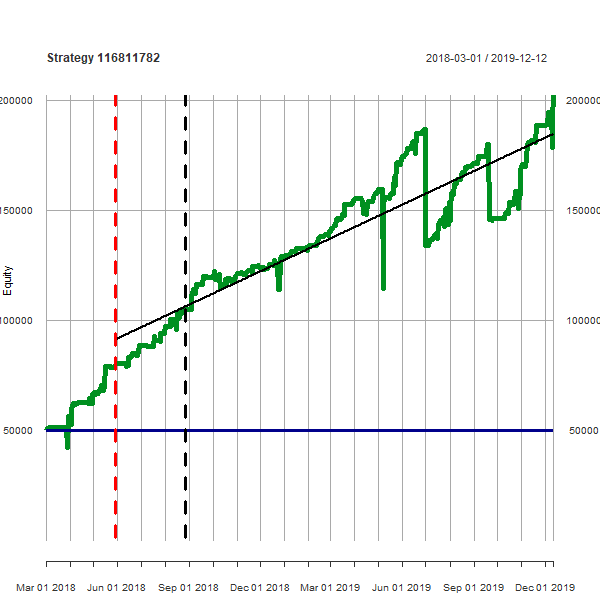 Strategy 116811782
2018-03-01 / 2019-12-12
200000 200000
150000 150000
Equity
100000 100000
50000 50000
Mar 01 2018 Jun 01 2018 Sep 01 2018 Dec 01 2018 Mar 01 2019 Jun 01 2019 Sep 01 2019 Dec 01 2019